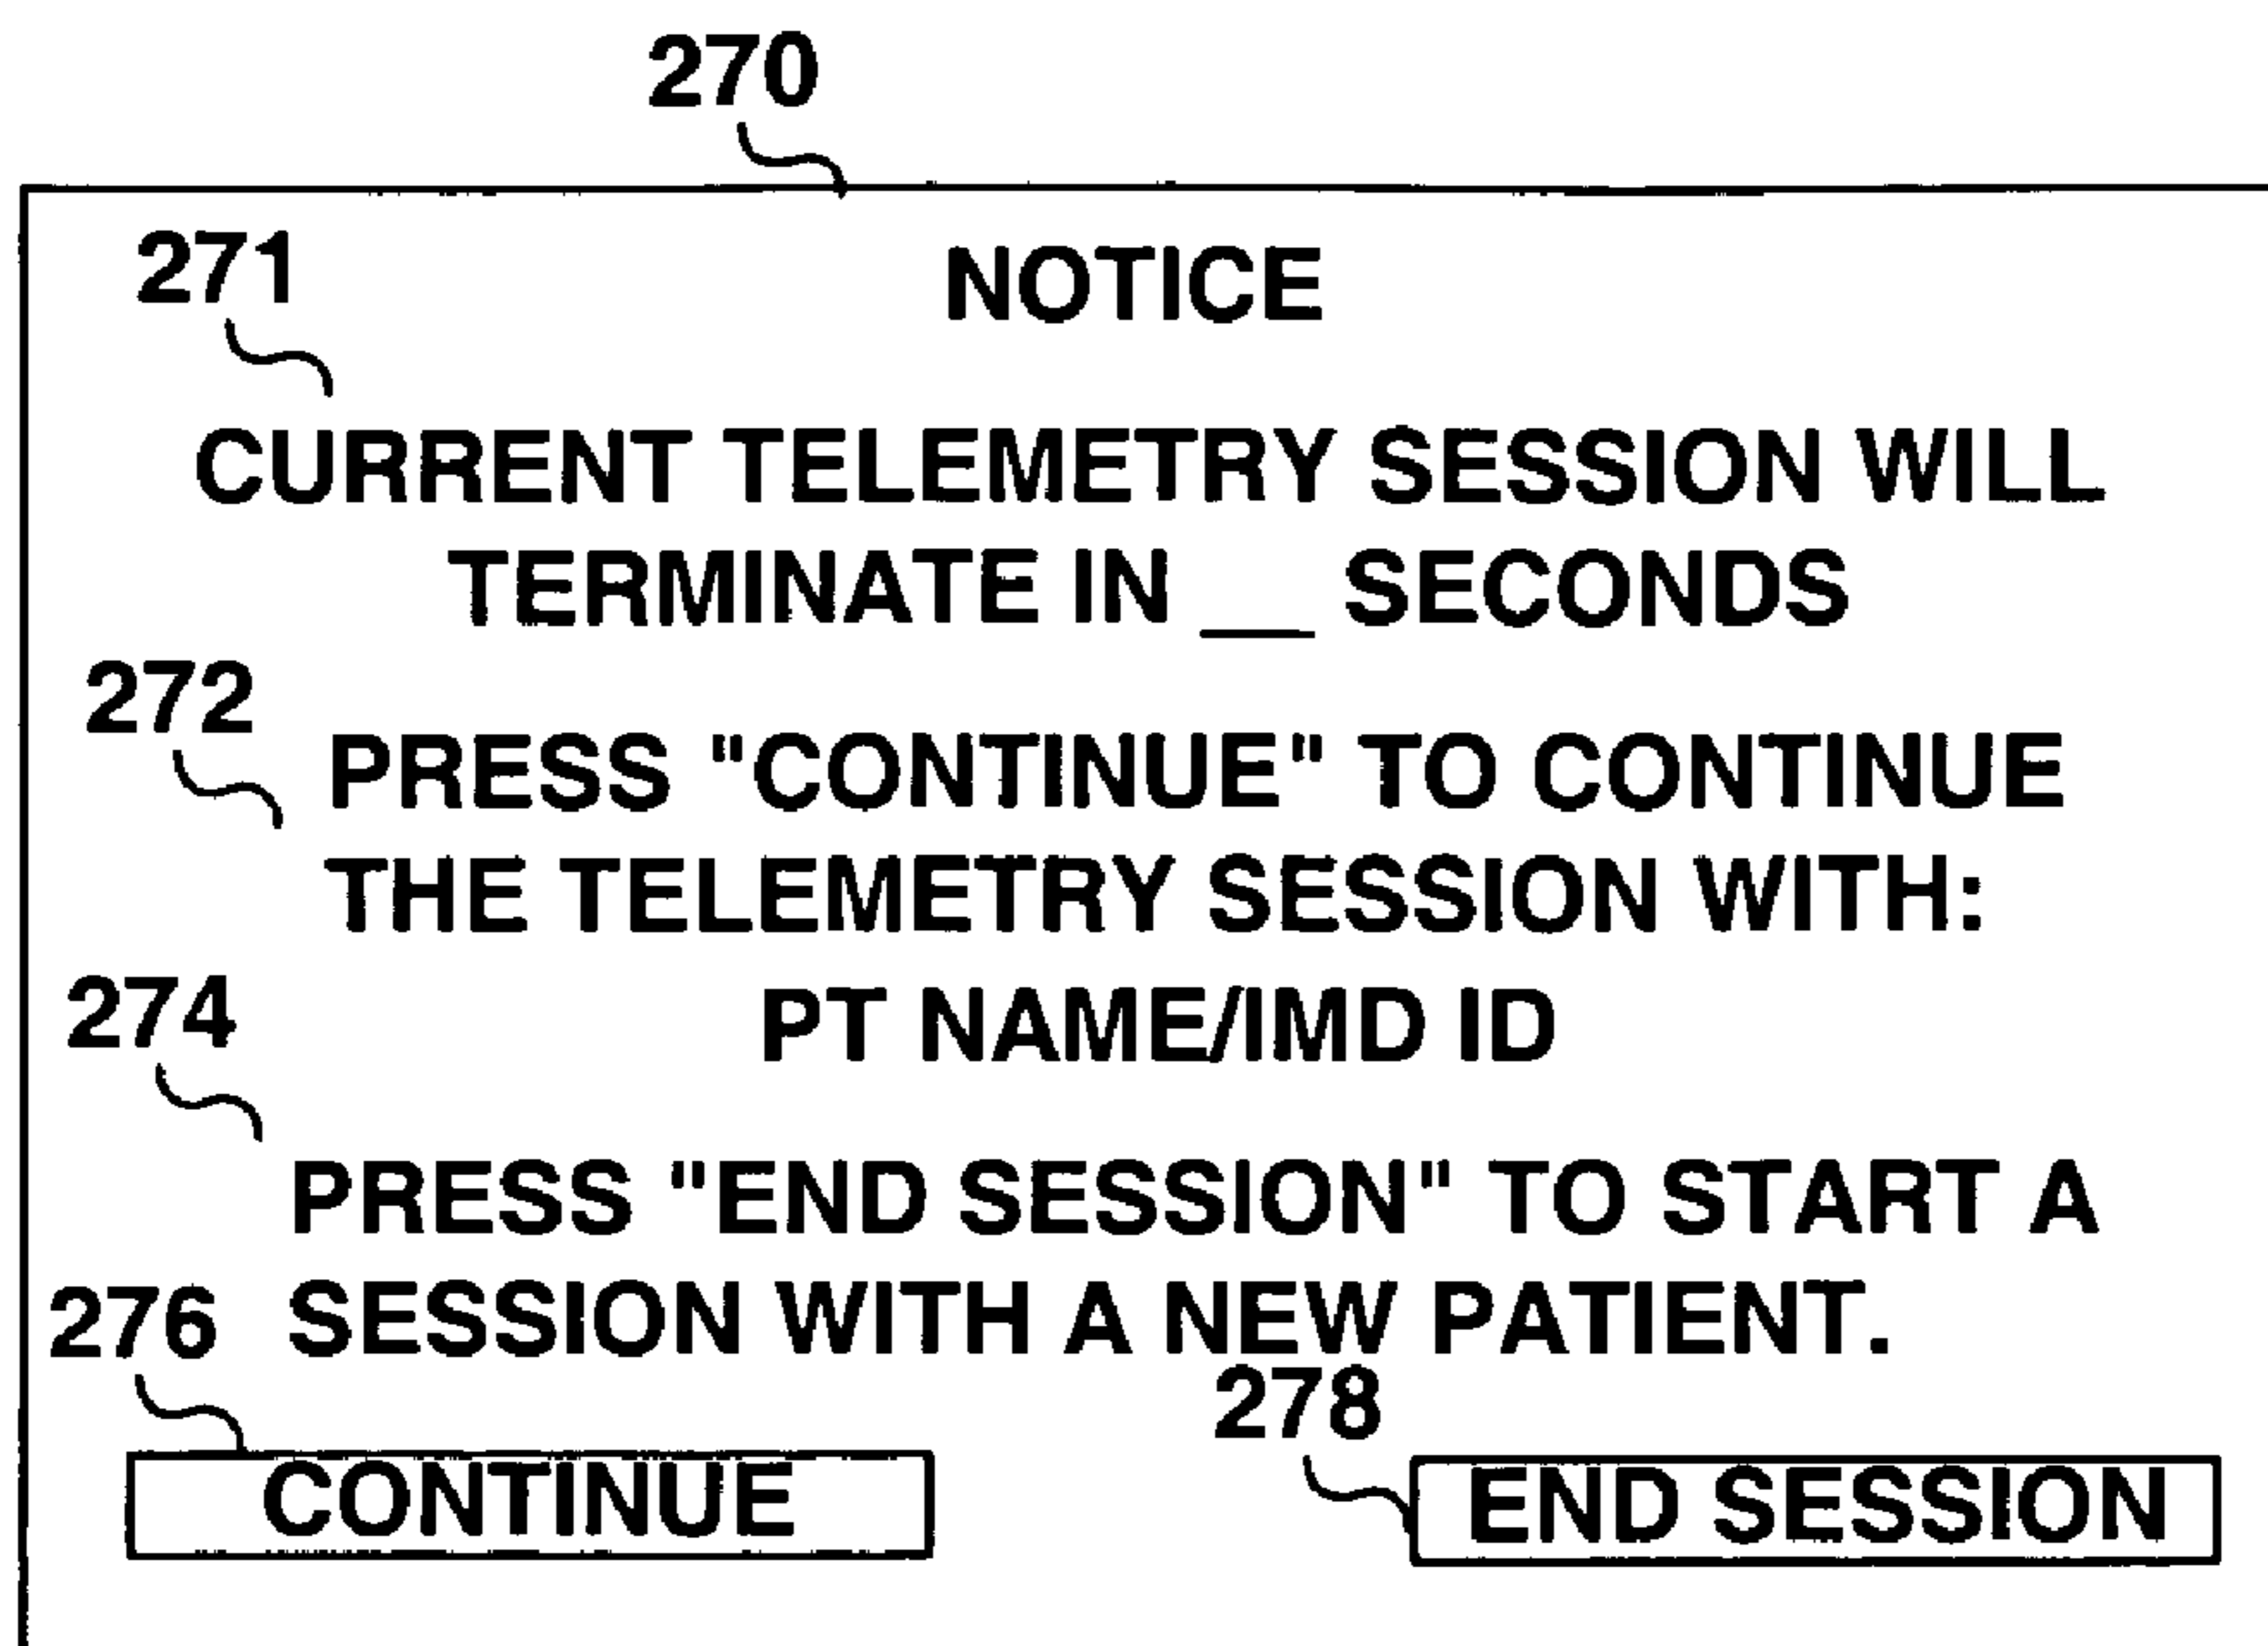 270
271
NOTICE
CURRENT TELEMETRY SESSION WILL
TERMINATE IN __ SECONDS
272
PRESS "CONTINUE" TO CONTINUE
THE TELEMETRY SESSION WITH:
274
PT NAME/IMD ID
PRESS "END SESSION" TO START A
276 SESSION WITH A NEW PATIENT.
278
CONTINUE
END SESSION